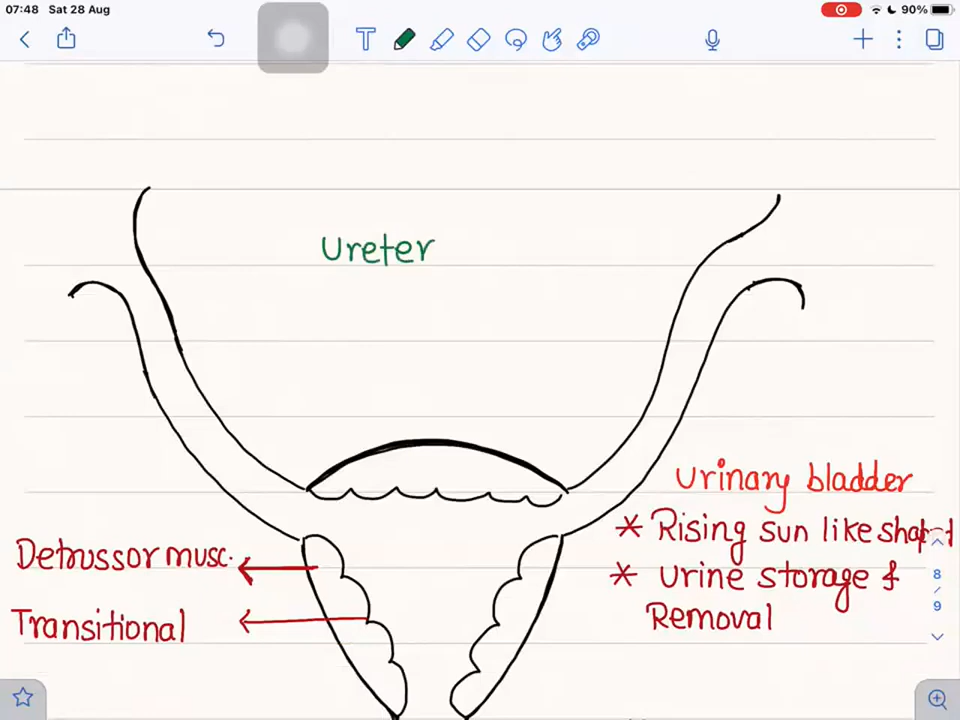 07:48 Sat 28 Aug
90%
T
Ureter
Urinary bladder
* Rising sun like shaped
* Urine storage &
Removal
Detrussor musc.
Transitional
8
/
9